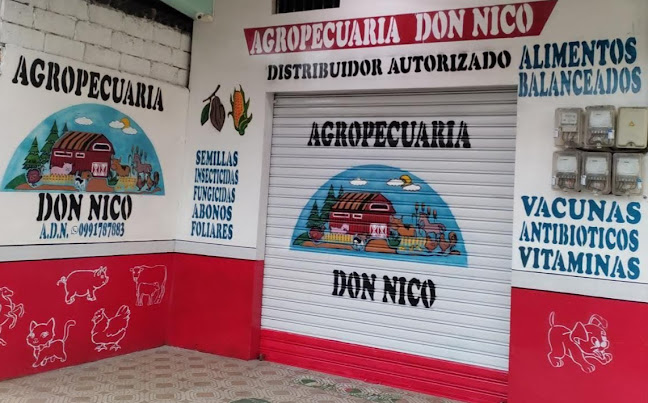 AGROPECUARIA
DON NICO
A.D.N. 0991787883
SEMILLAS
INSECTICIDAS
FUNGICIDAS
ABONOS
FOLIARES
AGROPECUARIA DON NICO
DISTRIBUIDOR AUTORIZADO
AGROPECUARIA
DON NICO
ALIMENTOS
BALANCEADOS
VACUNAS
ANTIBIOTICOS
VITAMINAS